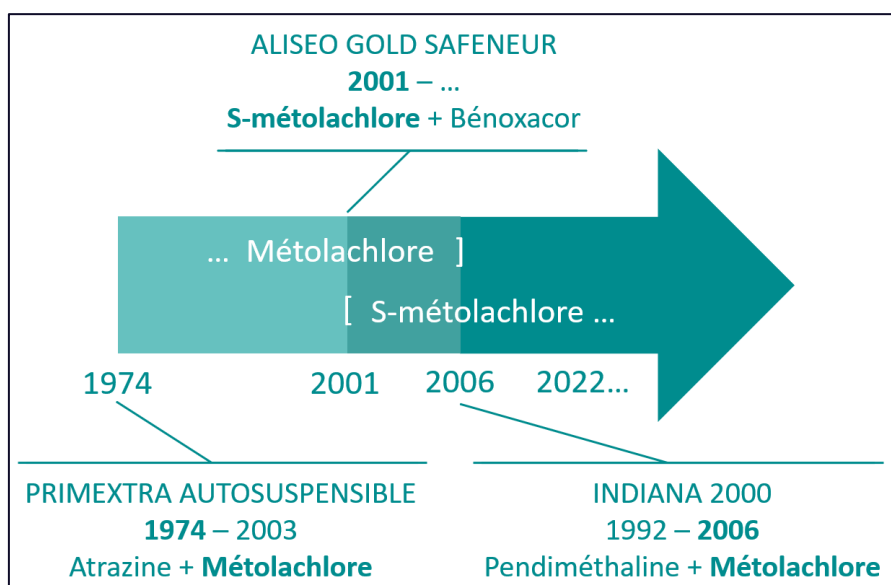 ALISEO GOLD SAFENEUR
2001 – ...
S-métolachlore + Bénoxacor
... Métolachlore ]
[ S-métolachlore ...
1974 2001 2006 2022...
PRIMEXTRA AUTOSUSPENSIBLE
1974 – 2003
Atrazine + Métolachlore
INDIANA 2000
1992 – 2006
Pendiméthaline + Métolachlore